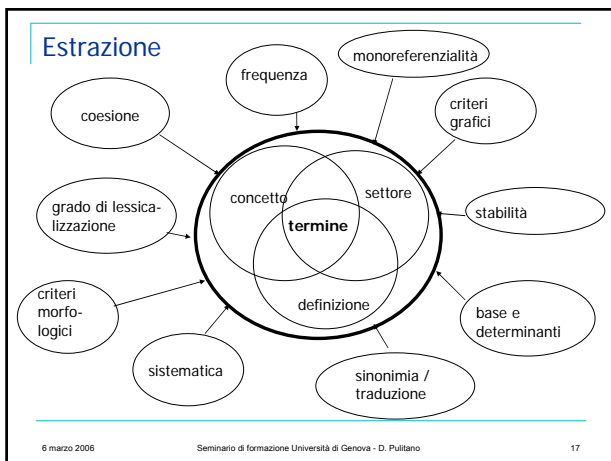 Estrazione
frequenza
monoreferenzialità
coesione
criteri
grafici
concetto
settore
grado di lessica-
lizzazione
termine
stabilità
criteri
morfo-
logici
definizione
base e
determinanti
sistematica
sinonimia /
traduzione
6 marzo 2006
Seminario di formazione Università di Genova - D. Pulitano
17